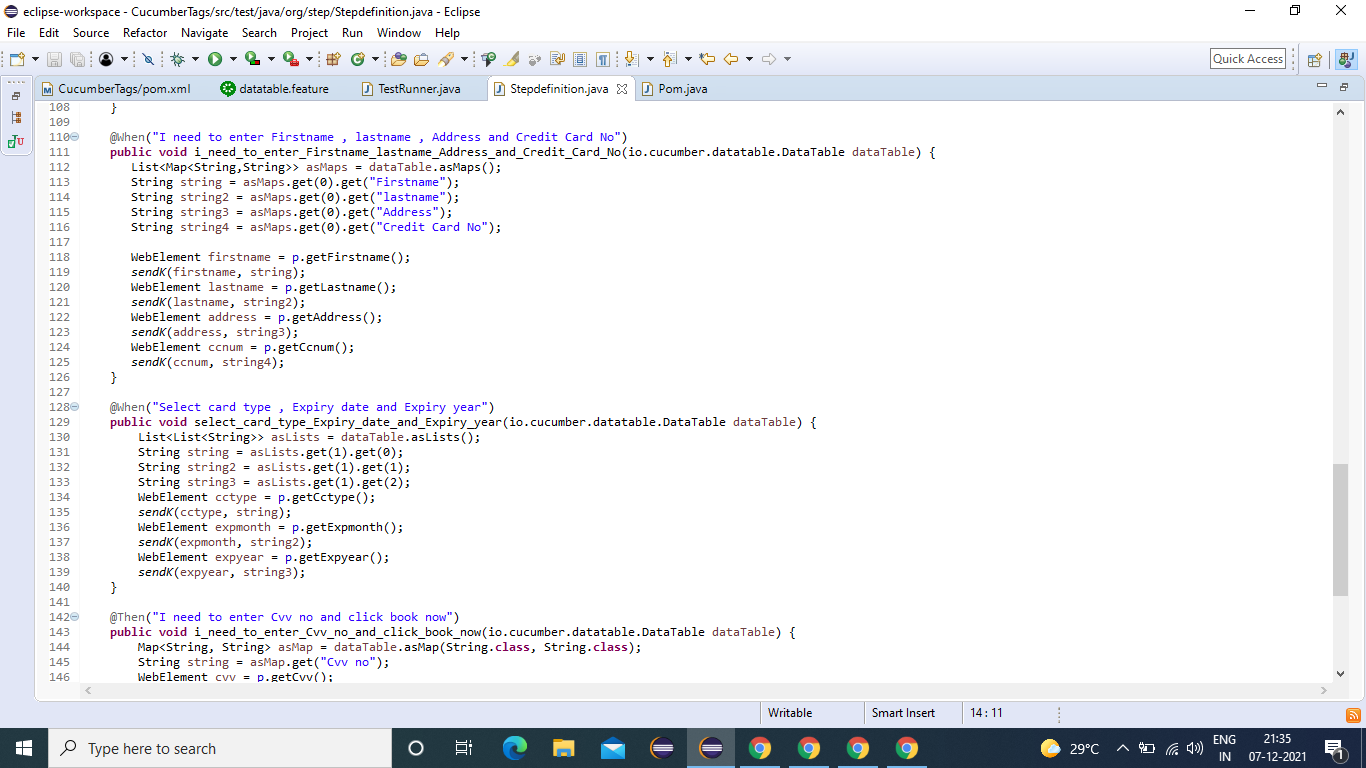 eclipse-workspace - CucumberTags/src/test/java/org/step/Stepdefinition.java - Eclipse
File Edit Source Refactor Navigate Search Project Run Window Help
Quick Access
CucumberTags/pom.xml datatable.feature TestRunner.java Stepdefinition.java Pom.java
108 }
109
110 @When("I need to enter Firstname , lastname , Address and Credit Card No")
111 public void i_need_to_enter_Firstname_lastname_Address_and_Credit_Card_No(io.cucumber.datatable.DataTable dataTable) {
112 List<Map<String,String>> asMaps = dataTable.asMaps();
113 String string = asMaps.get(0).get("Firstname");
114 String string2 = asMaps.get(0).get("lastname");
115 String string3 = asMaps.get(0).get("Address");
116 String string4 = asMaps.get(0).get("Credit Card No");
117
118 WebElement firstname = p.getFirstname();
119 sendK(firstname, string);
120 WebElement lastname = p.getLastname();
121 sendK(lastname, string2);
122 WebElement address = p.getAddress();
123 sendK(address, string3);
124 WebElement ccnum = p.getCcnum();
125 sendK(ccnum, string4);
126 }
127
128 @When("Select card type , Expiry date and Expiry year")
129 public void select_card_type_Expiry_date_and_Expiry_year(io.cucumber.datatable.DataTable dataTable) {
130 List<List<String>> asLists = dataTable.asLists();
131 String string = asLists.get(1).get(0);
132 String string2 = asLists.get(1).get(1);
133 String string3 = asLists.get(1).get(2);
134 WebElement cctype = p.getCctype();
135 sendK(cctype, string);
136 WebElement expmonth = p.getExpmonth();
137 sendK(expmonth, string2);
138 WebElement expyear = p.getExpyear();
139 sendK(expyear, string3);
140 }
141
142 @Then("I need to enter Cvv no and click book now")
143 public void i_need_to_enter_Cvv_no_and_click_book_now(io.cucumber.datatable.DataTable dataTable) {
144 Map<String, String> asMap = dataTable.asMap(String.class, String.class);
145 String string = asMap.get("Cvv no");
146 WebElement cvv = p.getCvv();
Writable Smart Insert 14 : 11
Type here to search
29°C
ENG
IN
21:35
07-12-2021
1